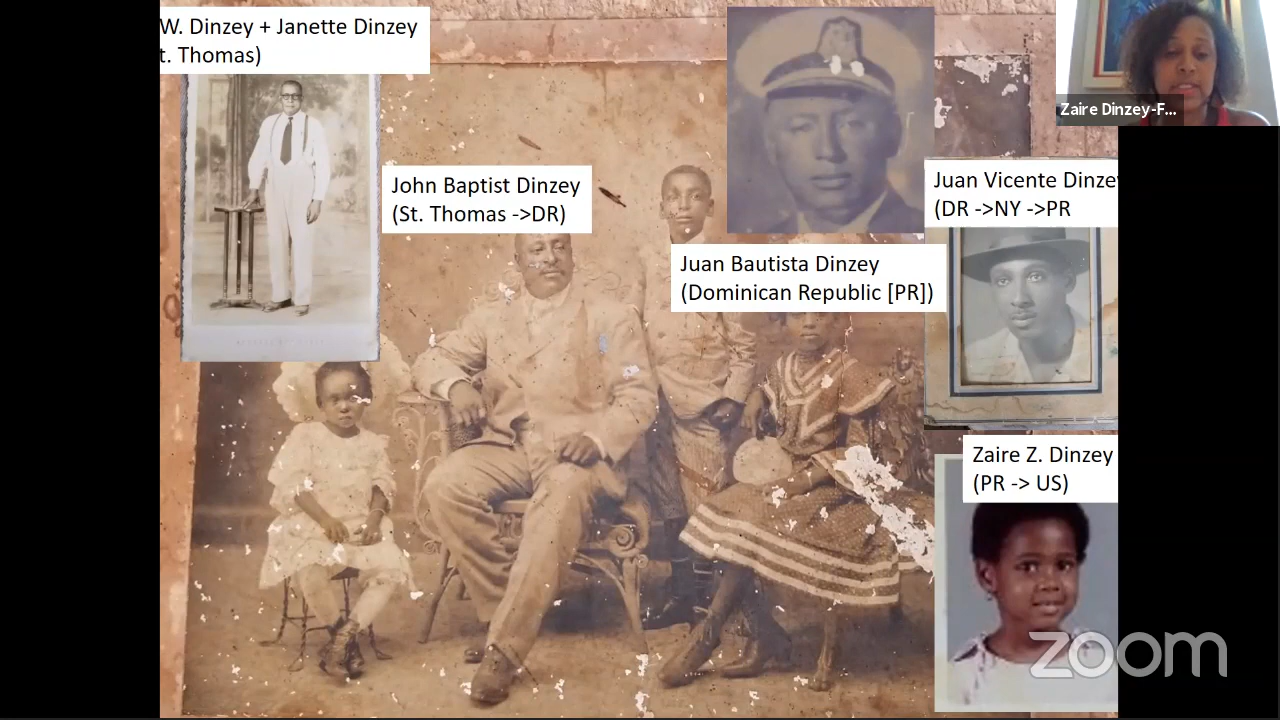 W. Dinzey + Janette Dinzey
t. Thomas)
John Baptist Dinzey
(St. Thomas ->DR)
Juan Bautista Dinzey
(Dominican Republic [PR])
Juan Vicente Dinzey
(DR ->NY ->PR
Zaire Z. Dinzey
(PR -> US)
Zaire Dinzey-F...
zoom